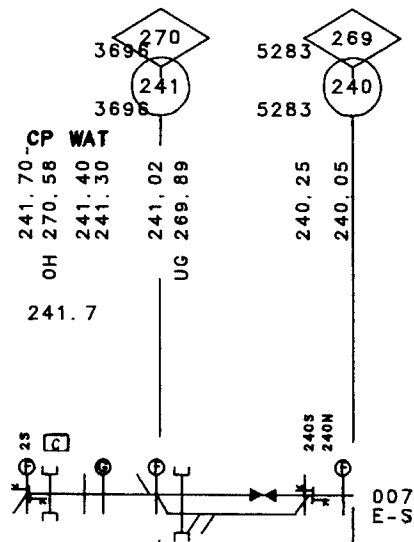 270
269
3696
5283
241
240
3696
5283
CP WAT
241.70
OH 270.58
241.40
241.30
241.02
UG 269.89
240.25
240.05
241.7
2S
C
240S
240N
F
G
F
F
007
E-S